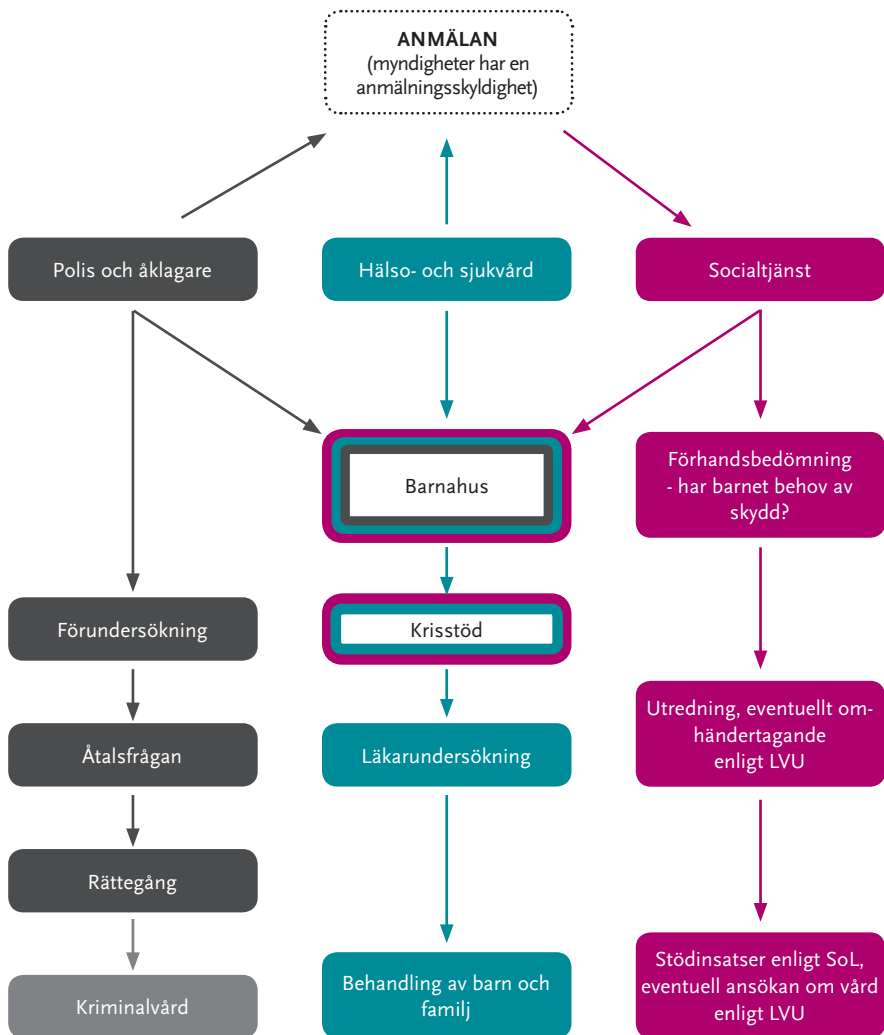 ANMÄLAN
(myndigheter har en
anmälningsskyldighet)
Polis och åklagare
Hälso- och sjukvård
Socialtjänst
Barnahus
Förhandsbedömning
- har barnet behov av
skydd?
Förundersökning
Krisstöd
Åtalsfrågan
Läkarundersökning
Utredning, eventuellt om-
händertagande
enligt LVU
Rättegång
Kriminalvård
Behandling av barn och
familj
Stödinsatser enligt SoL,
eventuell ansökan om vård
enligt LVU